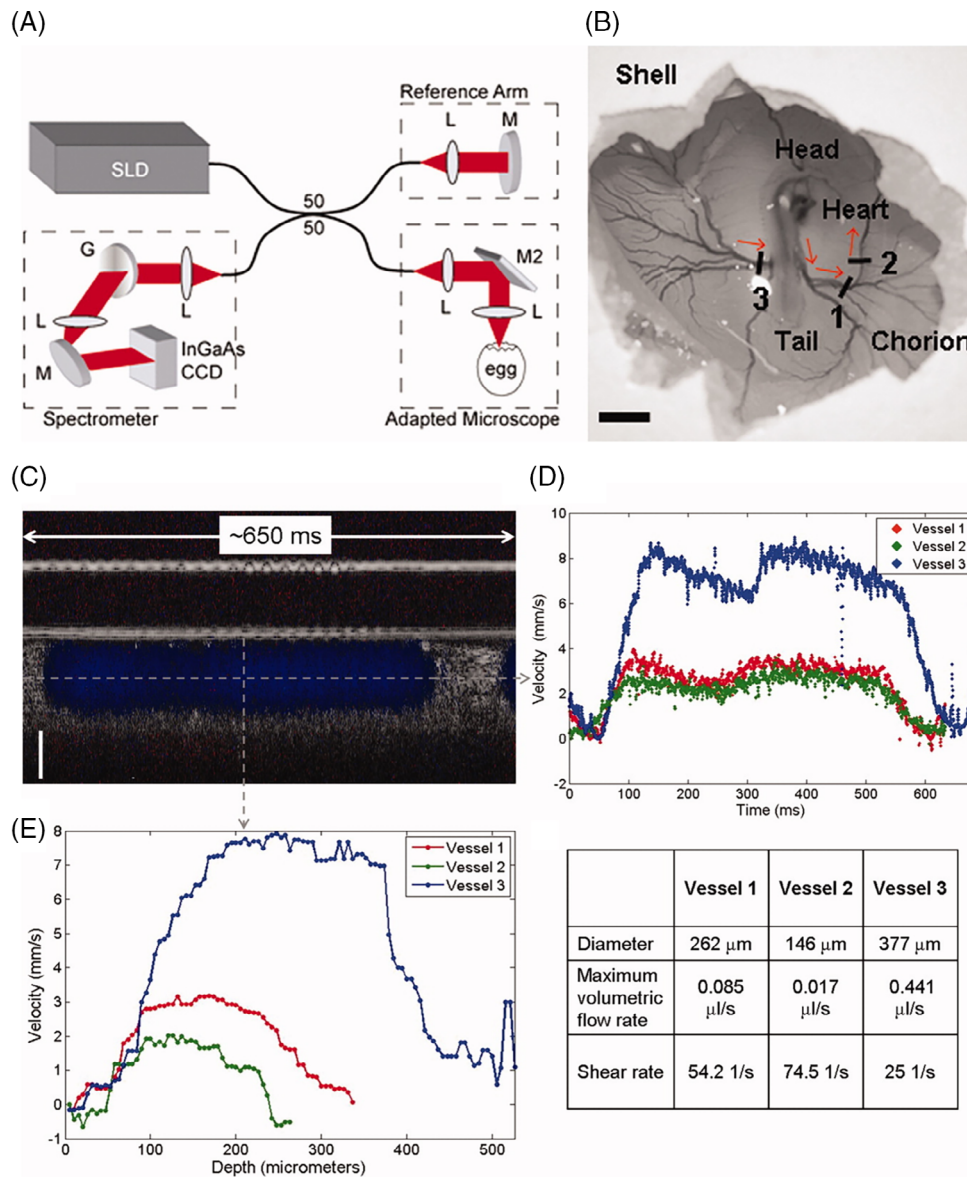 (A)
Reference Arm
L
M
SLD
50
50
G
L
L
M
InGaAs
CCD
Spectrometer
M2
L
L
egg
Adapted Microscope
(B)
Shell
Head
Heart
2
3
1
Tail
Chorion
(C)
~650 ms
(D)
10
8
6
4
2
0
-2
Velocity (mm/s)
Vessel 1
Vessel 2
Vessel 3
0
100
200
300
400
500
600
Time (ms)
(E)
8
7
6
5
4
3
2
1
0
-1
Velocity (mm/s)
Vessel 1
Vessel 2
Vessel 3
0
100
200
300
400
500
Depth (micrometers)
Vessel 1 Vessel 2 Vessel 3
Diameter 262 μm 146 μm 377 μm
Maximum volumetric flow rate 0.085 μl/s 0.017 μl/s 0.441 μl/s
Shear rate 54.2 1/s 74.5 1/s 25 1/s